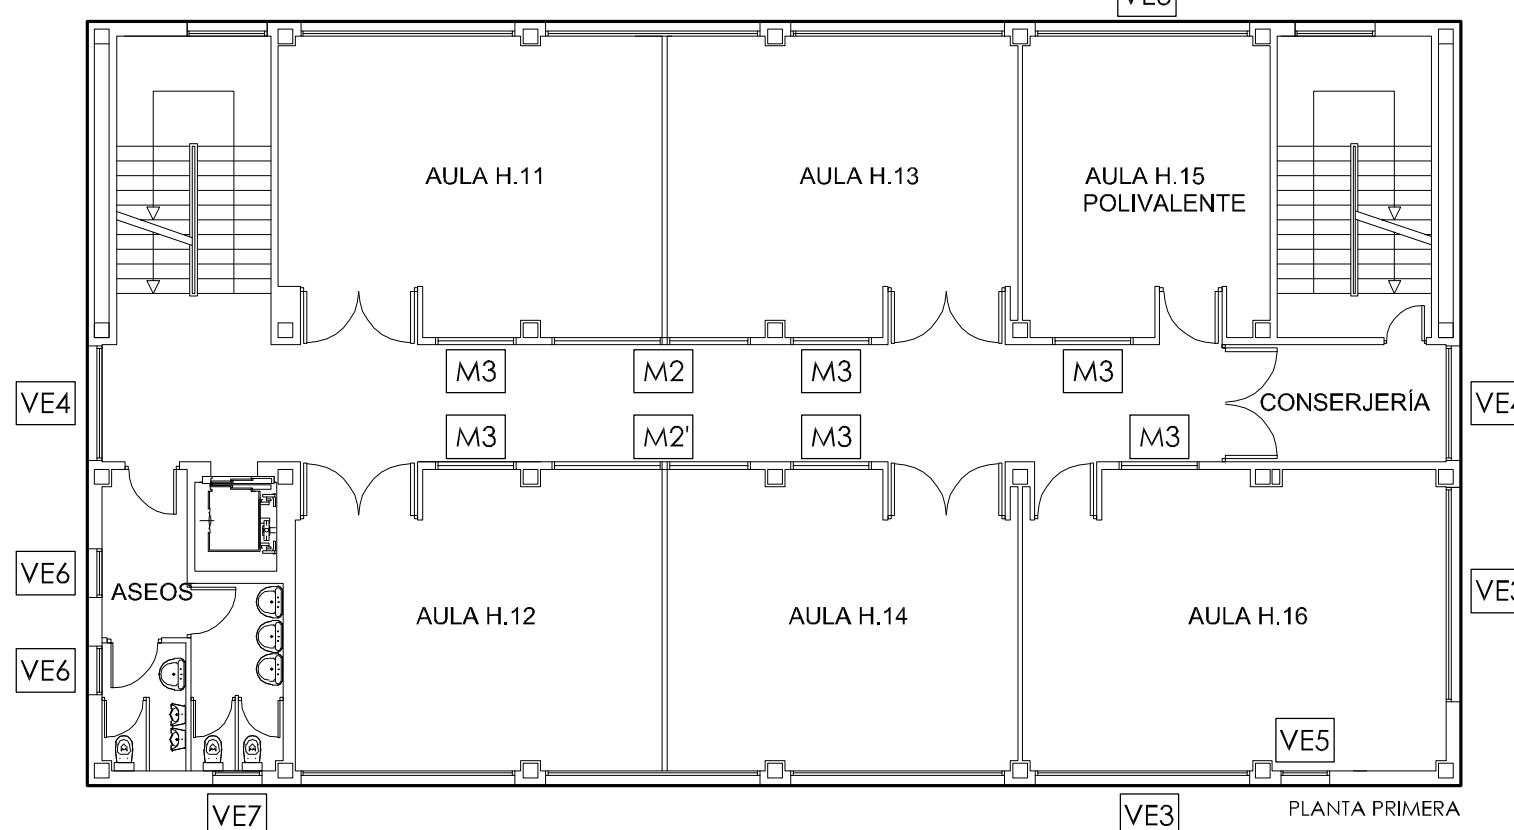 AULA H.11
AULA H.13
AULA H.15
POLIVALENTE
M3
M2
M3
M3
VE4
CONSERJERÍA
M3
M2'
M3
M3
VE6
ASEOS
AULA H.12
AULA H.14
AULA H.16
VE6
VE5
VE7
VE3
PLANTA PRIMERA